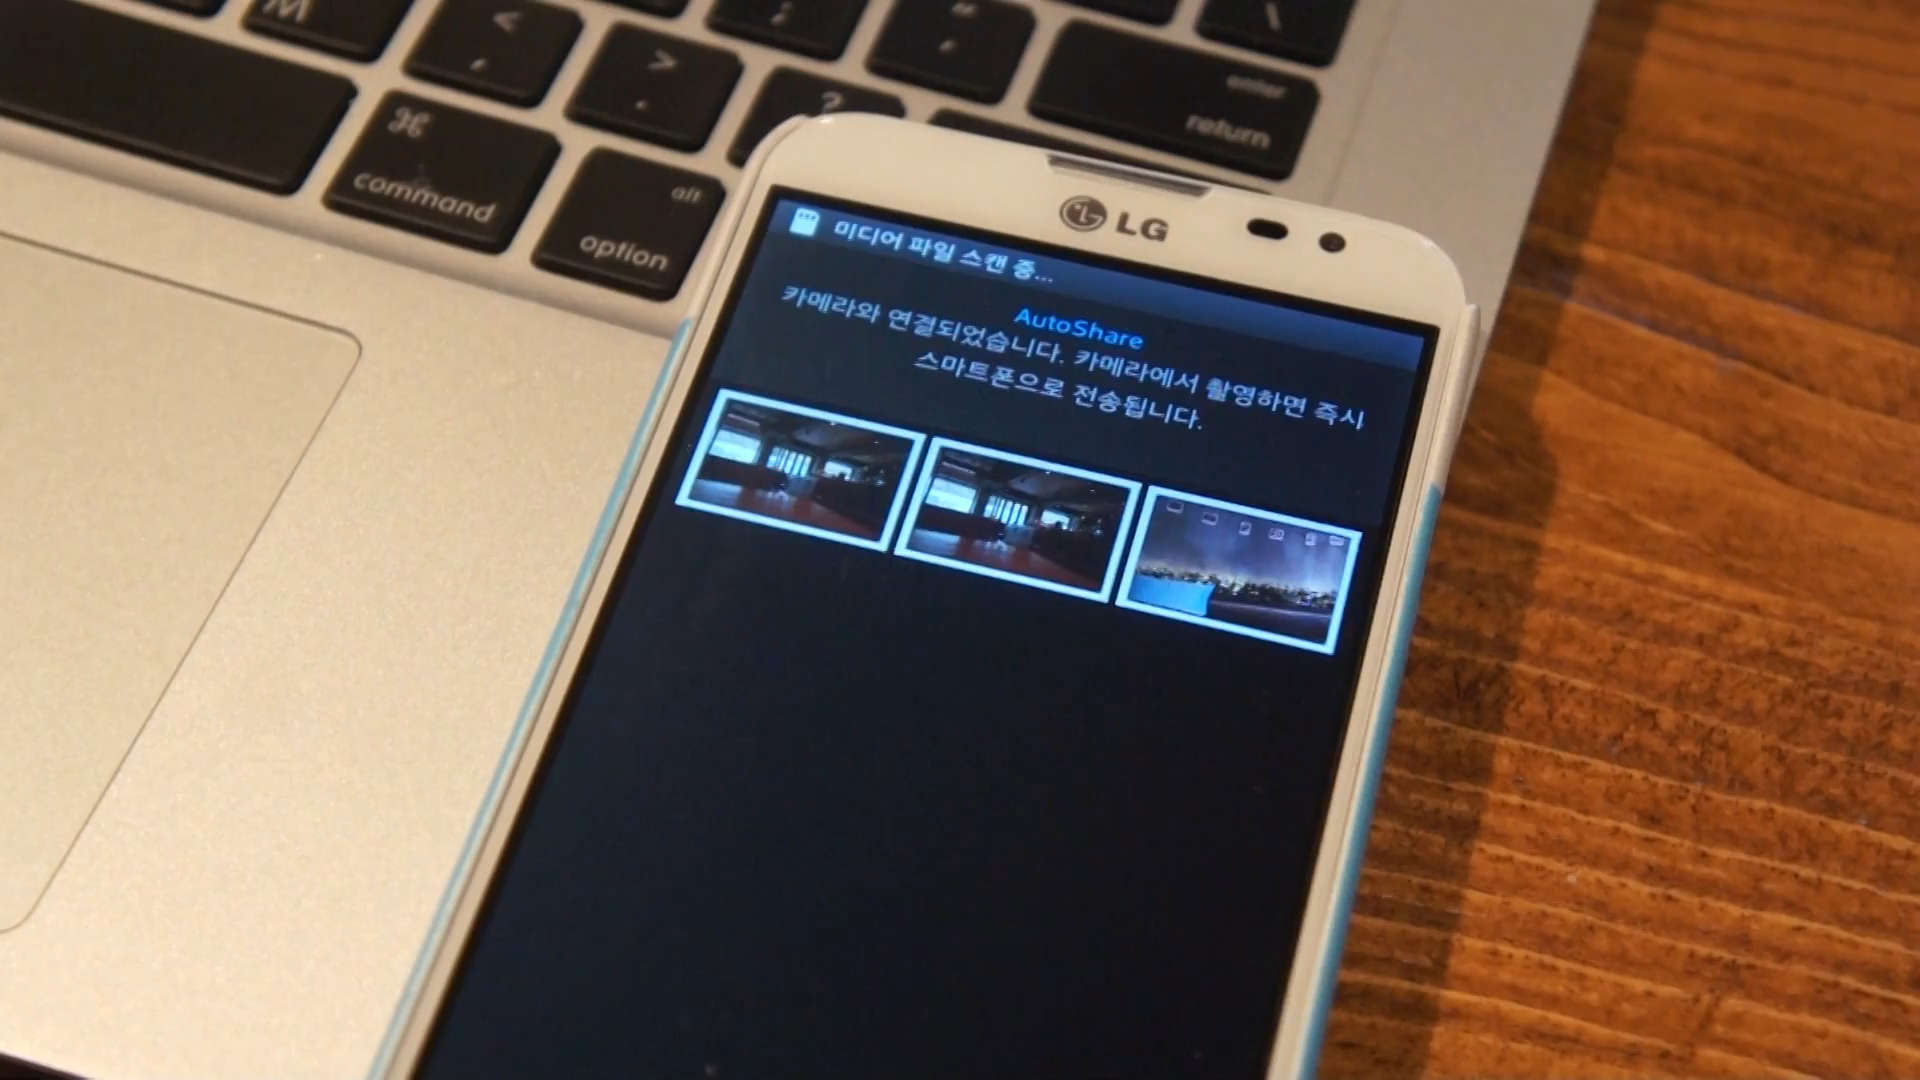 M
< ,
> .
?
;
" '
\
enter
return
⌘
command
alt
option
LG
미디어 파일 스캔 중...
AutoShare
카메라와 연결되었습니다. 카메라에서 촬영하면 즉시
스마트폰으로 전송됩니다.